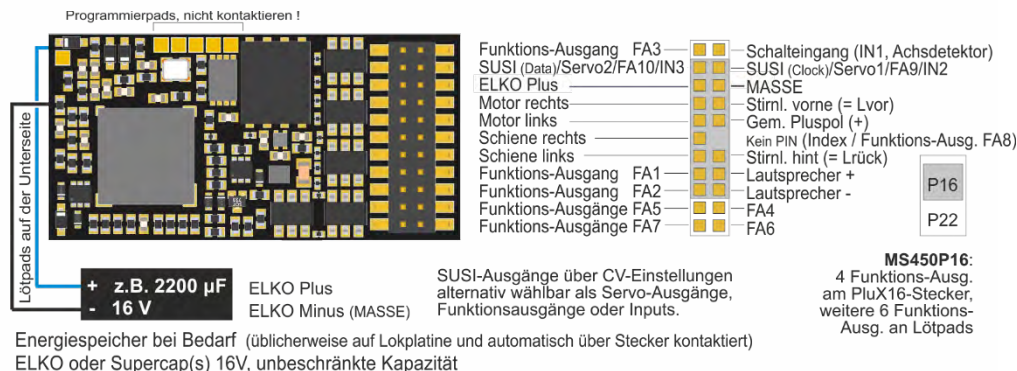 Programmierpads, nicht kontaktieren !
Lötpads auf der Unterseite
Funktions-Ausgang FA3
SUSI (Data)/Servo2/FA10/IN3
ELKO Plus
Motor rechts
Motor links
Schiene rechts
Schiene links
Funktions-Ausgang FA1
Funktions-Ausgang FA2
Funktions-Ausgänge FA5
Funktions-Ausgänge FA7
Schalteingang (IN1, Achsdetektor)
SUSI (Clock)/Servo1/FA9/IN2
MASSE
Stirnl. vorne (= Lvor)
Gem. Pluspol (+)
Kein PIN (Index / Funktions-Ausg. FA8)
Stirnl. hint (= Lrück)
Lautsprecher +
Lautsprecher -
FA4
FA6
P16
P22
+ z.B. 2200 µF
- 16 V
ELKO Plus
ELKO Minus (MASSE)
SUSI-Ausgänge über CV-Einstellungen
alternativ wählbar als Servo-Ausgänge,
Funktionsausgänge oder Inputs.
MS450P16:
4 Funktions-Ausg.
am PluX16-Stecker,
weitere 6 Funktions-
Ausg. an Lötpads
Energiespeicher bei Bedarf (üblicherweise auf Lokplatine und automatisch über Stecker kontaktiert)
ELKO oder Supercap(s) 16V, unbeschränkte Kapazität